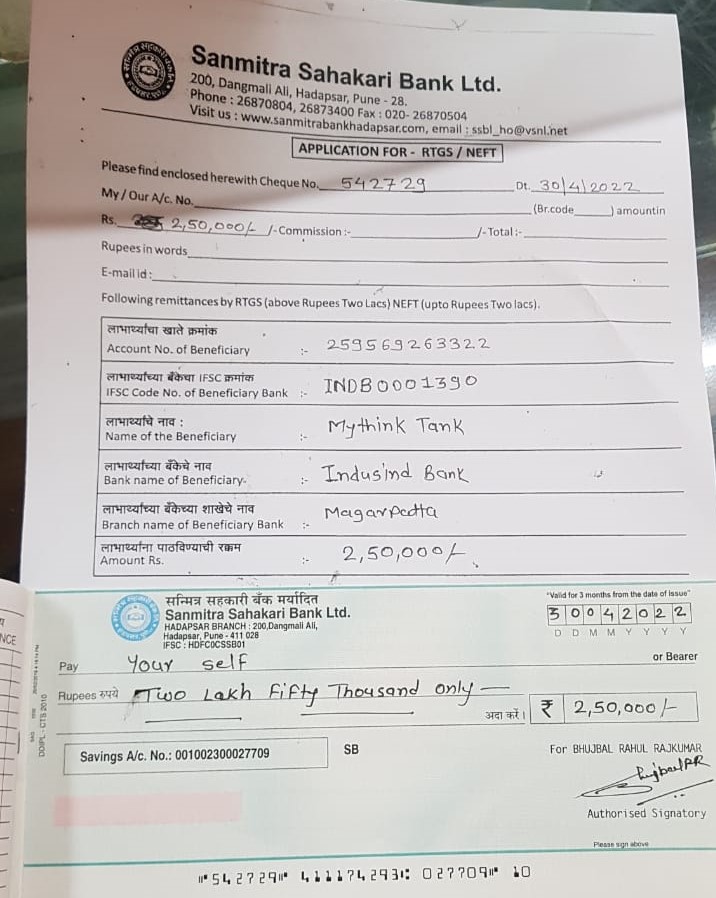 Sanmitra Sahakari Bank Ltd.
200, Dangmali Ali, Hadapsar, Pune - 28.
Phone : 26870804, 26873400 Fax : 020- 26870504
Visit us : www.sanmitrabankhadapsar.com, email : ssbl_ho@vsnl.net
APPLICATION FOR - RTGS / NEFT
Please find enclosed herewith Cheque No. 542729 Dt. 30/4/2022
My / Our A/c. No. (Br.code ) amountin
Rs. 2,50,000/- /-Commission :- /-Total :-
Rupees in words
E-mail id :
Following remittances by RTGS (above Rupees Two Lacs) NEFT (upto Rupees Two lacs).
लाभार्थ्याचा खाते क्रमांक
Account No. of Beneficiary :- 259569263322
लाभार्थ्याच्या बँकेचा IFSC क्रमांक
IFSC Code No. of Beneficiary Bank :- INDB0001390
लाभार्थ्याचे नाव :
Name of the Beneficiary :- Mythink Tank
लाभार्थ्याच्या बँकेचे नाव
Bank name of Beneficiary. :- Indusind Bank
लाभार्थ्याच्या बँकेच्या शाखेचे नाव
Branch name of Beneficiary Bank :- Magarpatta
लाभार्थ्यांना पाठविण्याची रक्कम
Amount Rs. :- 2,50,000/-
सन्मित्र सहकारी बँक मर्यादित
Sanmitra Sahakari Bank Ltd.
HADAPSAR BRANCH : 200,Dangmali Ali,
Hadapsar, Pune - 411 028
IFSC : HDFC0CSSB01
"Valid for 3 months from the date of issue"
30042022
D D M M Y Y Y Y
Pay Your self or Bearer
Rupees रुपये Two Lakh Fifty Thousand only
अदा करें। ₹ 2,50,000/-
Savings A/c. No.: 001002300027709 SB
For BHUJBAL RAHUL RAJKUMAR
Authorised Signatory
Please sign above
DDIPL - CTS 2010
NCE
⑈542729⑈ 411174293⑆ 027709⑈ 10